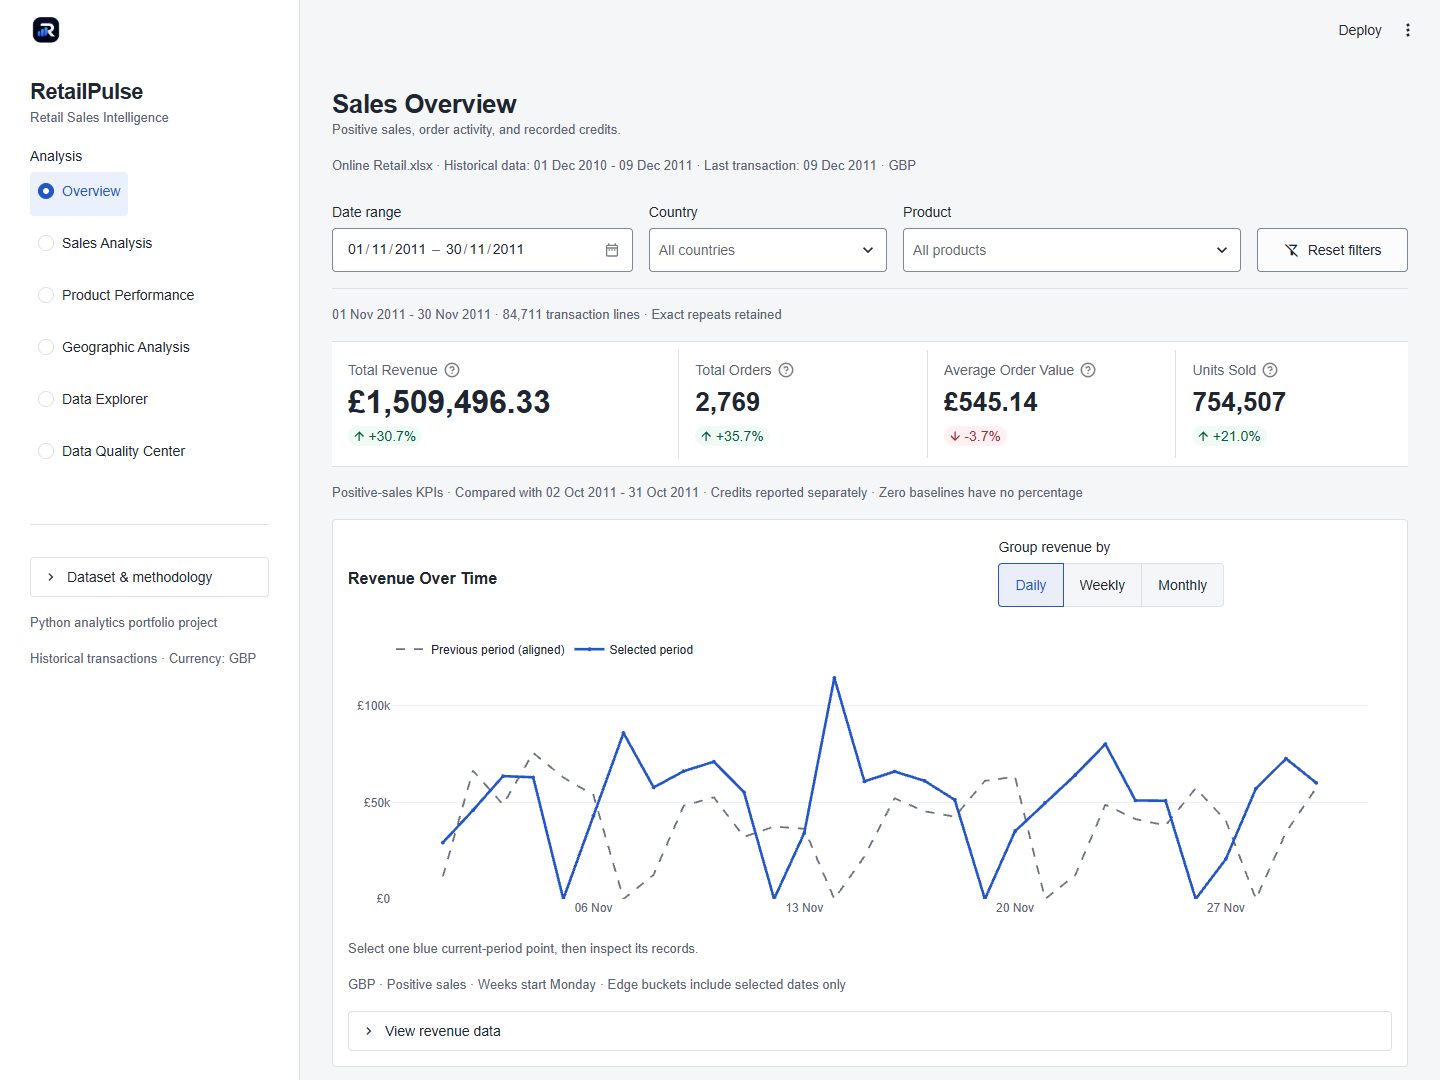 Deploy
RetailPulse
Retail Sales Intelligence
Analysis
Overview
Sales Analysis
Product Performance
Geographic Analysis
Data Explorer
Data Quality Center
Dataset & methodology
Python analytics portfolio project
Historical transactions · Currency: GBP
Sales Overview
Positive sales, order activity, and recorded credits.
Online Retail.xlsx · Historical data: 01 Dec 2010 - 09 Dec 2011 · Last transaction: 09 Dec 2011 · GBP
Date range
Country
Product
01/11/2011 – 30/11/2011
All countries
All products
Reset filters
01 Nov 2011 - 30 Nov 2011 · 84,711 transaction lines · Exact repeats retained
Total Revenue
£1,509,496.33
+30.7%
Total Orders
2,769
+35.7%
Average Order Value
£545.14
-3.7%
Units Sold
754,507
+21.0%
Positive-sales KPIs · Compared with 02 Oct 2011 - 31 Oct 2011 · Credits reported separately · Zero baselines have no percentage
Revenue Over Time
Group revenue by
Daily
Weekly
Monthly
Previous period (aligned)
Selected period
£100k
£50k
£0
06 Nov
13 Nov
20 Nov
27 Nov
Select one blue current-period point, then inspect its records.
GBP · Positive sales · Weeks start Monday · Edge buckets include selected dates only
View revenue data